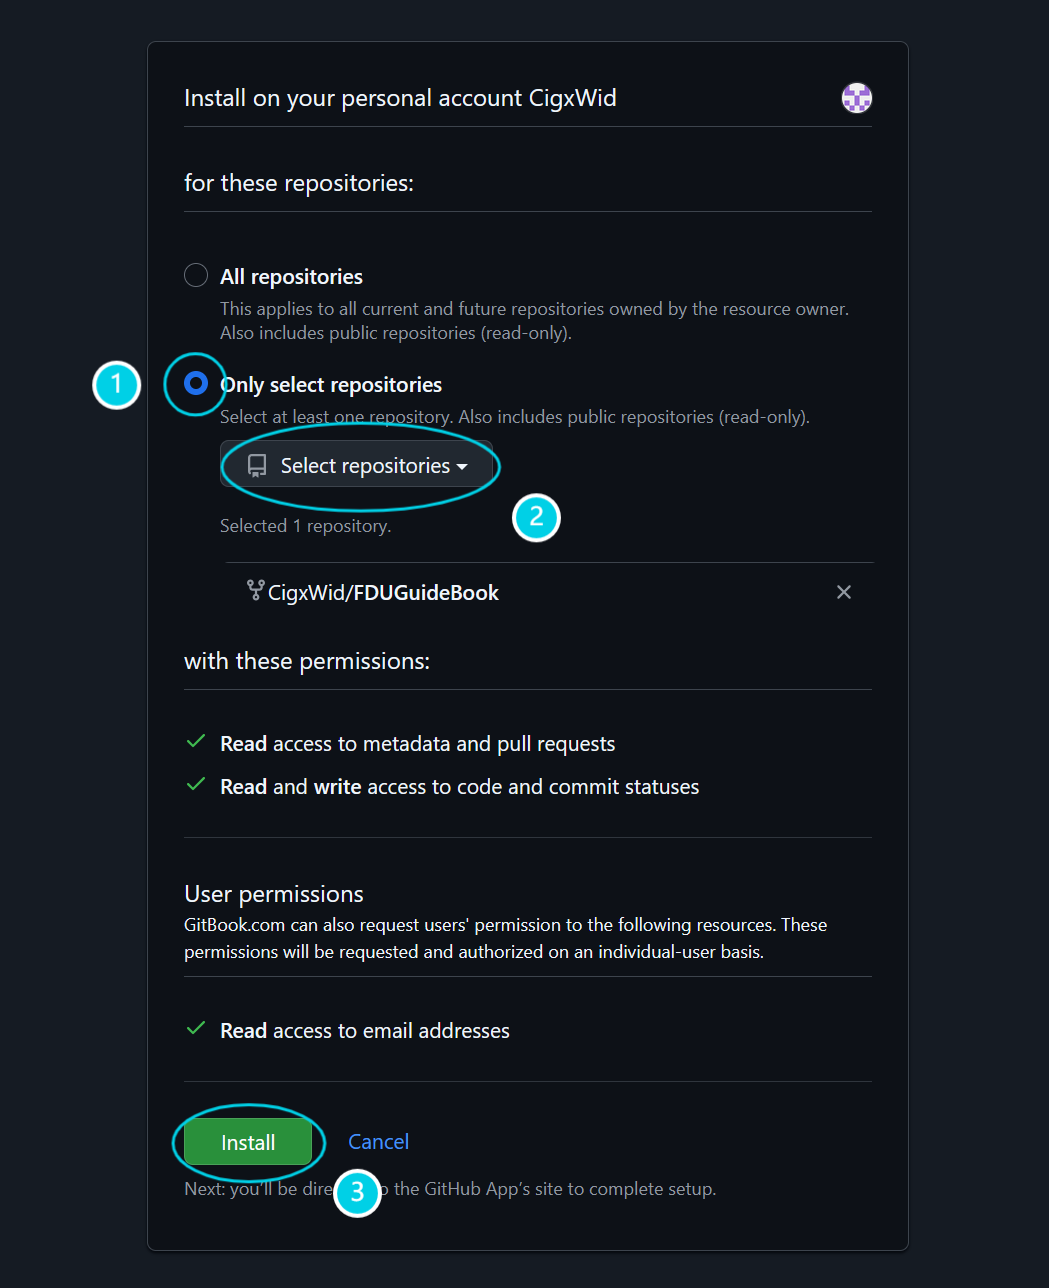 Install on your personal account CigxWid
for these repositories:
All repositories
This applies to all current and future repositories owned by the resource owner.
Also includes public repositories (read-only).
1
Only select repositories
Select at least one repository. Also includes public repositories (read-only).
Select repositories
2
Selected 1 repository.
CigxWid/FDUGuideBook
with these permissions:
Read access to metadata and pull requests
Read and write access to code and commit statuses
User permissions
GitBook.com can also request users' permission to the following resources. These
permissions will be requested and authorized on an individual-user basis.
Read access to email addresses
Install Cancel
Next: you'll be dire the GitHub App's site to complete setup.
3